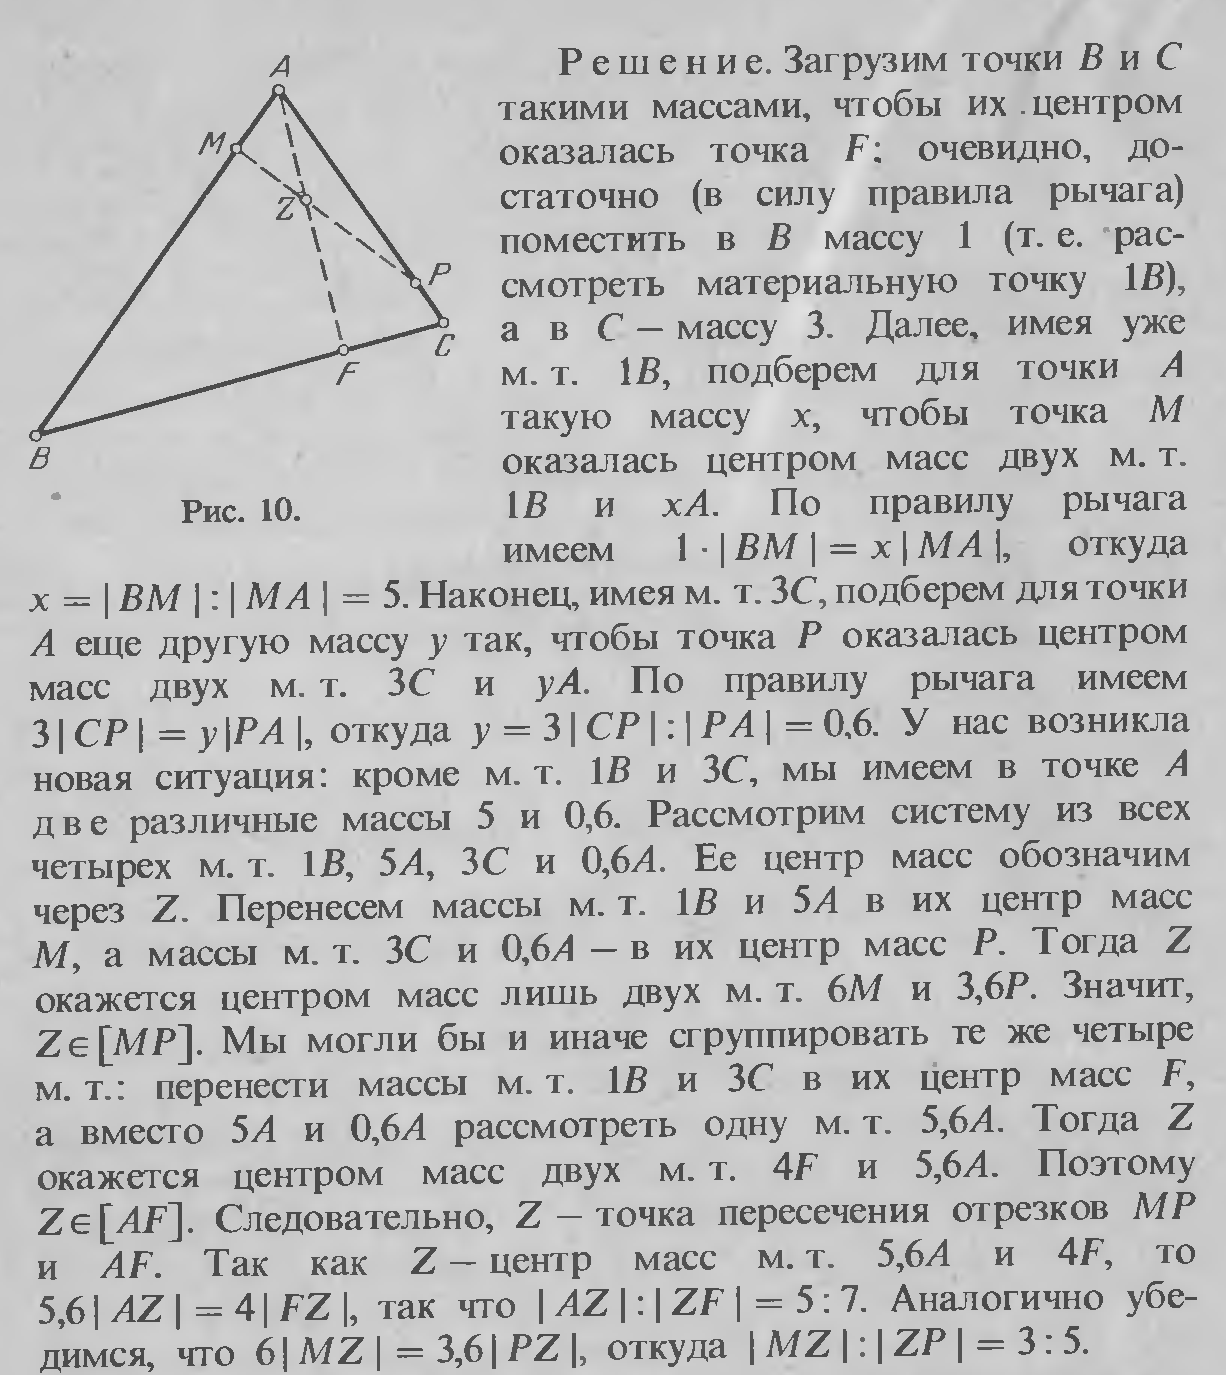 A
M
Z
P
C
F
B
Рис. 10.
Решение. Загрузим точки B и C
такими массами, чтобы их центром
оказалась точка F; очевидно, до-
статочно (в силу правила рычага)
поместить в B массу 1 (т. е. рас-
смотреть материальную точку 1B),
а в C — массу 3. Далее, имея уже
м. т. 1B, подберем для точки A
такую массу x, чтобы точка M
оказалась центром масс двух м. т.
1B и xA. По правилу рычага
имеем 1 · | BM | = x | MA |, откуда
x = | BM | : | MA | = 5. Наконец, имея м. т. 3C, подберем для точки
A еще другую массу y так, чтобы точка P оказалась центром
масс двух м. т. 3C и yA. По правилу рычага имеем
3 | CP | = y | PA |, откуда y = 3 | CP | : | PA | = 0,6. У нас возникла
новая ситуация: кроме м. т. 1B и 3C, мы имеем в точке A
две различные массы 5 и 0,6. Рассмотрим систему из всех
четырех м. т. 1B, 5A, 3C и 0,6A. Ее центр масс обозначим
через Z. Перенесем массы м. т. 1B и 5A в их центр масс
M, а массы м. т. 3C и 0,6A — в их центр масс P. Тогда Z
окажется центром масс лишь двух м. т. 6M и 3,6P. Значит,
Z ∈ [MP]. Мы могли бы и иначе сгруппировать те же четыре
м. т.: перенести массы м. т. 1B и 3C в их центр масс F,
а вместо 5A и 0,6A рассмотреть одну м. т. 5,6A. Тогда Z
окажется центром масс двух м. т. 4F и 5,6A. Поэтому
Z ∈ [AF]. Следовательно, Z — точка пересечения отрезков MP
и AF. Так как Z — центр масс м. т. 5,6A и 4F, то
5,6 | AZ | = 4 | FZ |, так что | AZ | : | ZF | = 5 : 7. Аналогично убе-
димся, что 6 | MZ | = 3,6 | PZ |, откуда | MZ | : | ZP | = 3 : 5.